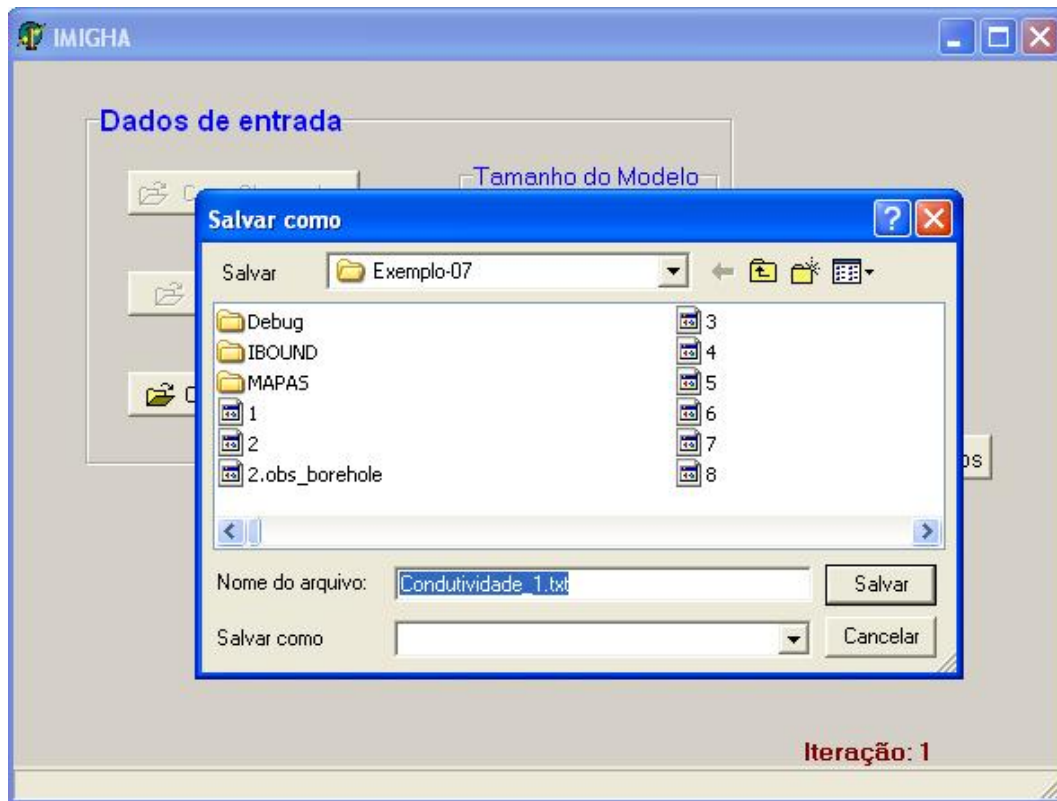 IMIGHA
Dados de entrada
Tamanho do Modelo
Salvar como
Salvar
Exemplo-07
Debug
IBOUND
MAPAS
1
2
2.obs_borehole
3
4
5
6
7
8
Nome do arquivo:
Condutividade_1.txt
Salvar
Salvar como
Cancelar
Iteração: 1